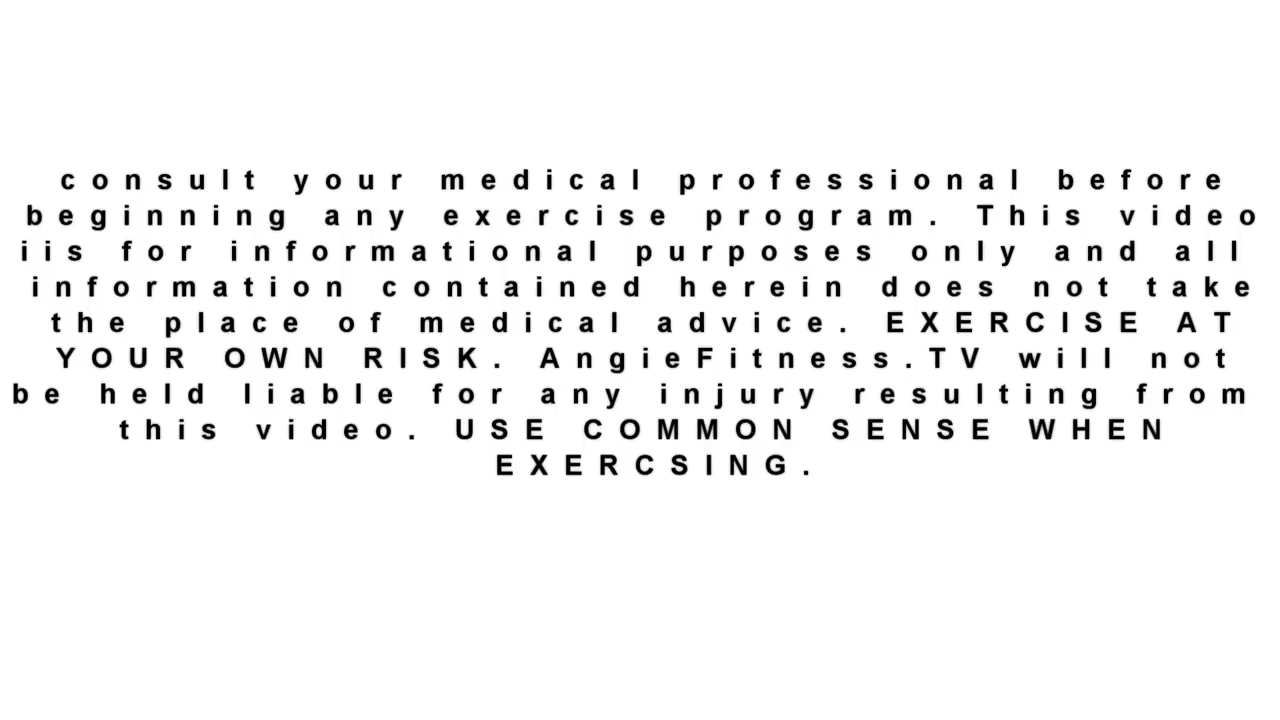 consult your medical professional before
beginning any exercise program. This video
iis for informational purposes only and all
information contained herein does not take
the place of medical advice. EXERCISE AT
YOUR OWN RISK. AngieFitness.TV will not
be held liable for any injury resulting from
this video. USE COMMON SENSE WHEN
EXERCSING.